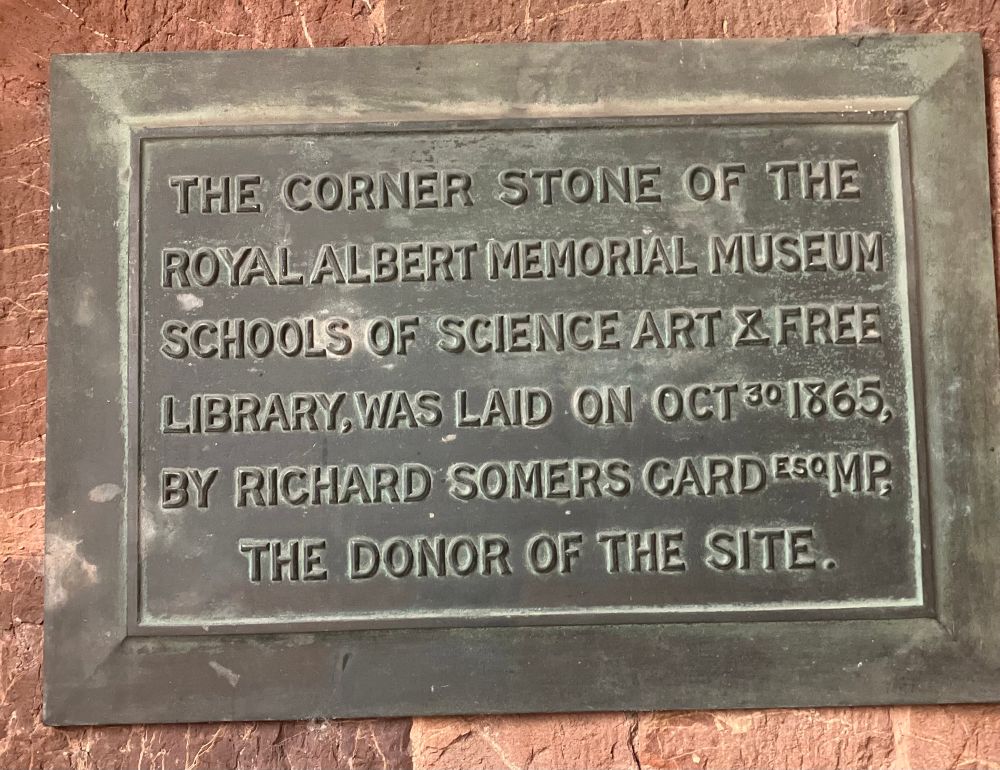 THE CORNER STONE OF THE
ROYAL ALBERT MEMORIAL MUSEUM
SCHOOLS OF SCIENCE ART & FREE
LIBRARY, WAS LAID ON OCT 30 1865,
BY RICHARD SOMERS GARD ESQ MP,
THE DONOR OF THE SITE.